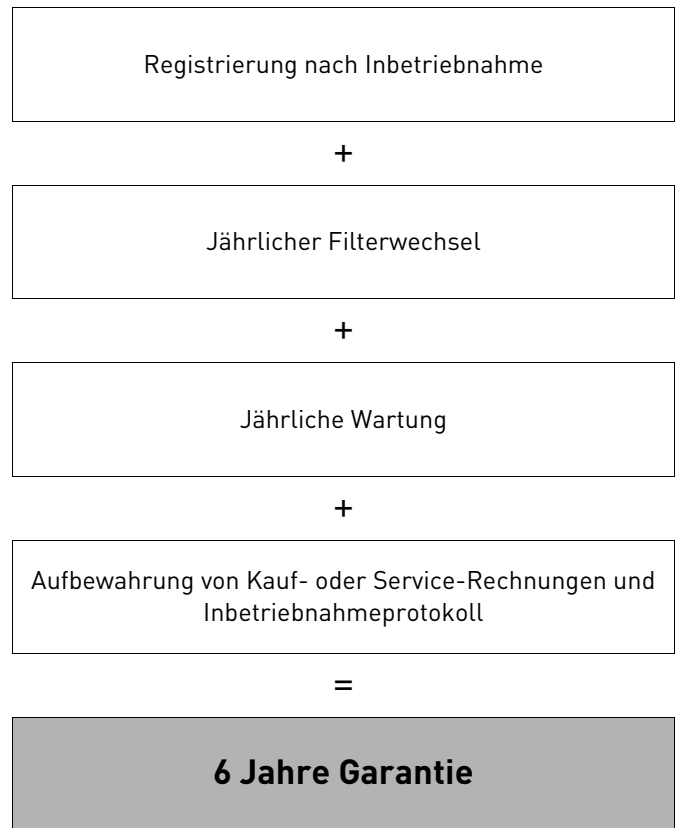 Registrierung nach Inbetriebnahme
+
Jährlicher Filterwechsel
+
Jährliche Wartung
+
Aufbewahrung von Kauf- oder Service-Rechnungen und
Inbetriebnahmeprotokoll
=
6 Jahre Garantie